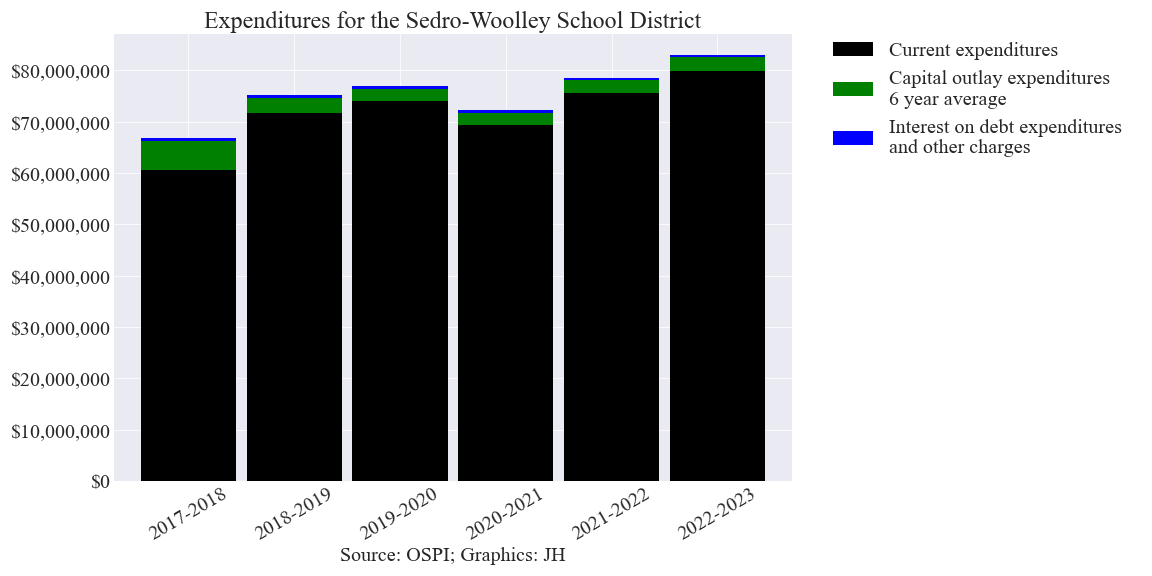 Expenditures for the Sedro-Woolley School District
$80,000,000
$70,000,000
$60,000,000
$50,000,000
$40,000,000
$30,000,000
$20,000,000
$10,000,000
$0
2017-2018
2018-2019
2019-2020
2020-2021
2021-2022
2022-2023
Source: OSPI; Graphics: JH
Current expenditures
Capital outlay expenditures
6 year average
Interest on debt expenditures
and other charges